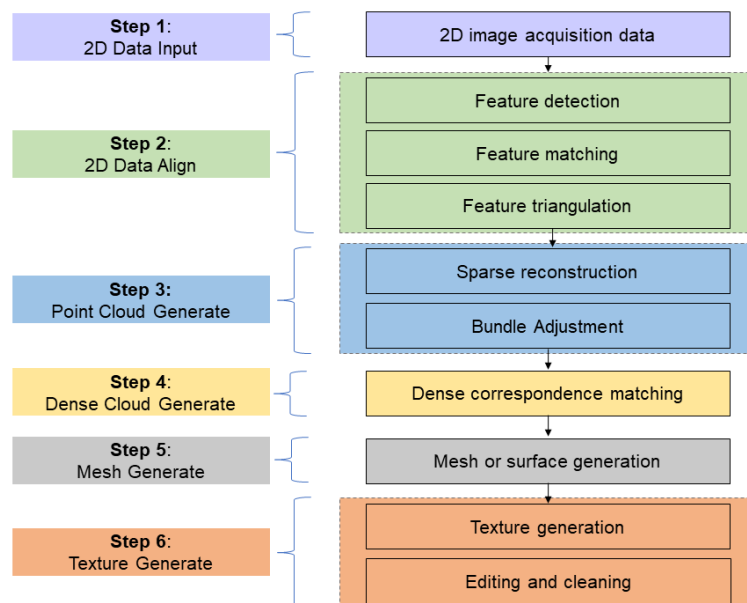 Step 1:
2D Data Input
2D image acquisition data
Step 2:
2D Data Align
Feature detection
Feature matching
Feature triangulation
Step 3:
Point Cloud Generate
Sparse reconstruction
Bundle Adjustment
Step 4:
Dense Cloud Generate
Dense correspondence matching
Step 5:
Mesh Generate
Mesh or surface generation
Step 6:
Texture Generate
Texture generation
Editing and cleaning